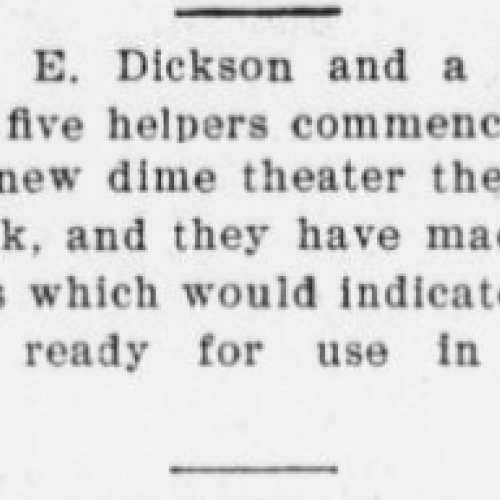 E. Dickson and a
five helpers commenc
new dime theater the
k, and they have mad
s which would indicate
ready for use in